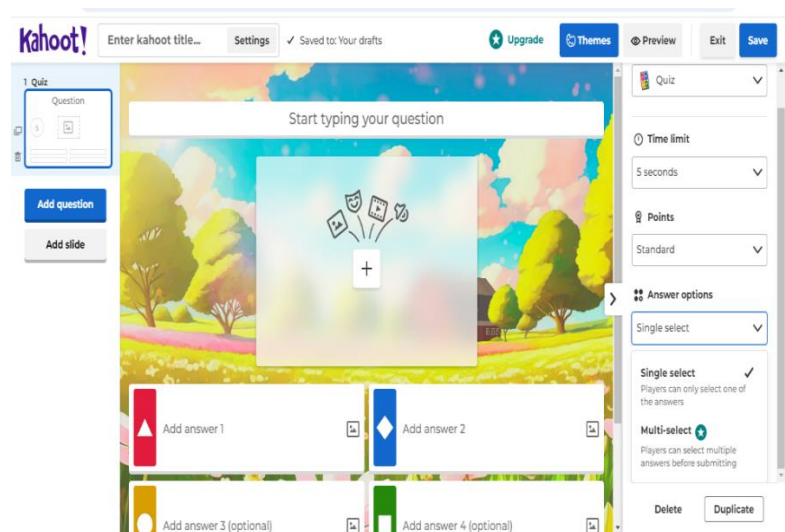 Kahoot!
Enter kahoot title...
Settings
✓ Saved to: Your drafts
Upgrade
Themes
Preview
Exit
Save
1 Quiz
Question
5
Add question
Add slide
Start typing your question
+
Add answer 1
Add answer 2
Add answer 3 (optional)
Add answer 4 (optional)
Quiz
Time limit
5 seconds
Points
Standard
Answer options
Single select
Single select ✓
Players can only select one of
the answers
Multi-select
Players can select multiple
answers before submitting
Delete
Duplicate